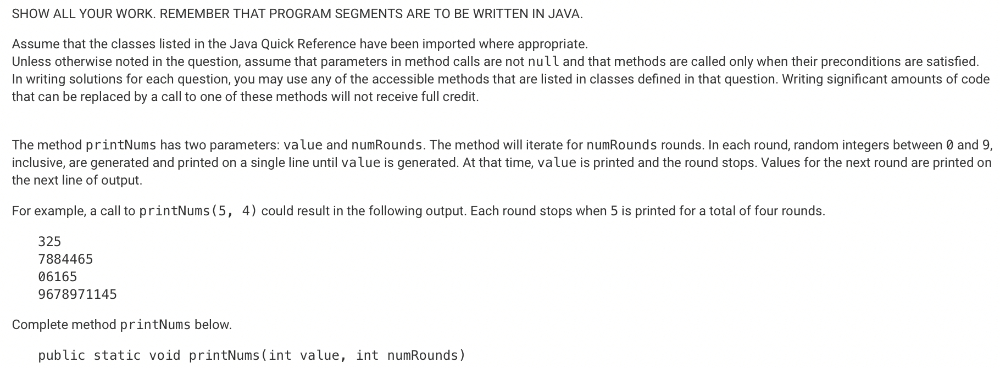 SHOW ALL YOUR WORK. REMEMBER THAT PROGRAM SEGMENTS ARE TO BE WRITTEN IN JAVA.
Assume that the classes listed in the Java Quick Reference have been imported where appropriate.
Unless otherwise noted in the question, assume that parameters in method calls are not null and that methods are called only when their preconditions are satisfied.
In writing solutions for each question, you may use any of the accessible methods that are listed in classes defined in that question. Writing significant amounts of code
that can be replaced by a call to one of these methods will not receive full credit.
The method printNums has two parameters: value and numRounds. The method will iterate for numRounds rounds. In each round, random integers between 0 and 9,
inclusive, are generated and printed on a single line until value is generated. At that time, value is printed and the round stops. Values for the next round are printed on
the next line of output.
For example, a call to printNums(5, 4) could result in the following output. Each round stops when 5 is printed for a total of four rounds.
325
7884465
06165
9678971145
Complete method printNums below.
public static void printNums(int value, int numRounds)